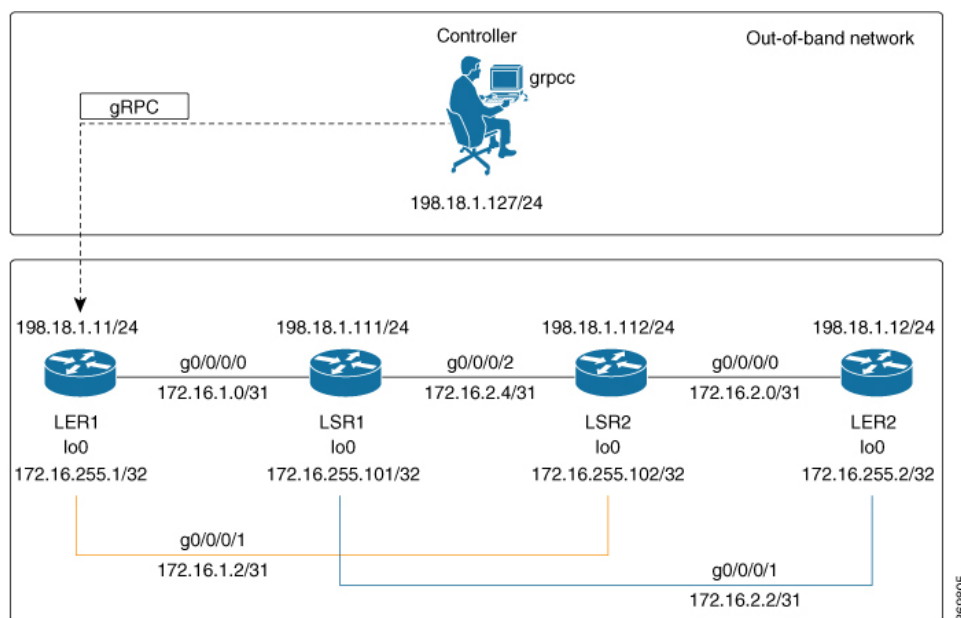 Controller
Out-of-band network
grpcc
gRPC
198.18.1.127/24
198.18.1.11/24
198.18.1.111/24
198.18.1.112/24
198.18.1.12/24
g0/0/0/0
g0/0/0/2
g0/0/0/0
172.16.1.0/31
172.16.2.4/31
172.16.2.0/31
LER1
LSR1
LSR2
LER2
lo0
lo0
lo0
lo0
172.16.255.1/32
172.16.255.101/32
172.16.255.102/32
172.16.255.2/32
g0/0/0/1
172.16.1.2/31
g0/0/0/1
172.16.2.2/31